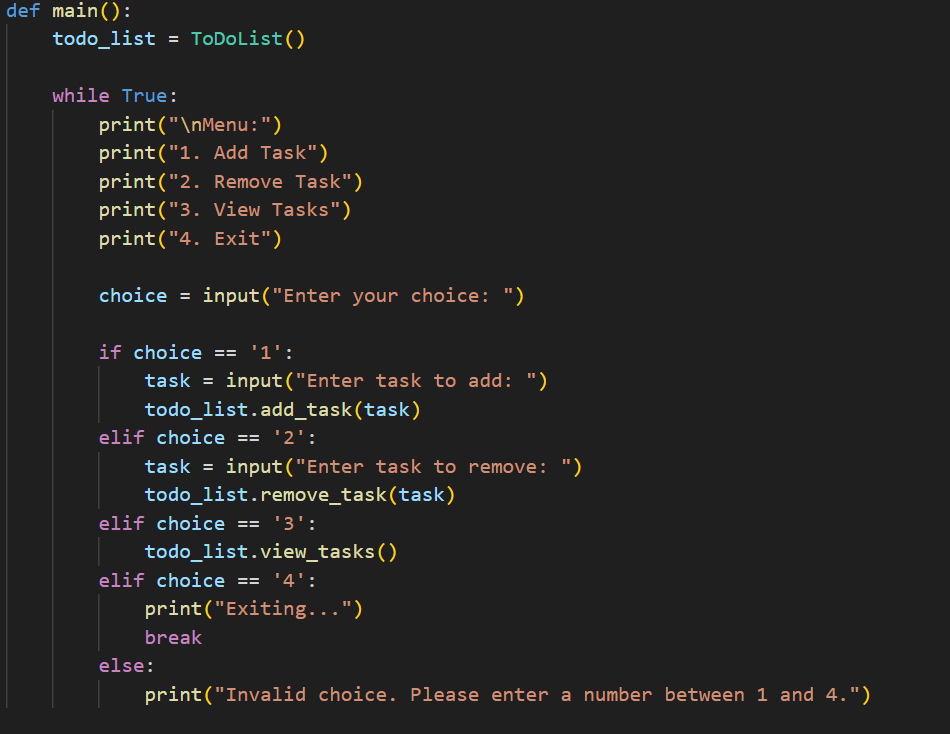 def main():
    todo_list = ToDoList()

    while True:
        print("\nMenu:")
        print("1. Add Task")
        print("2. Remove Task")
        print("3. View Tasks")
        print("4. Exit")

        choice = input("Enter your choice: ")

        if choice == '1':
            task = input("Enter task to add: ")
            todo_list.add_task(task)
        elif choice == '2':
            task = input("Enter task to remove: ")
            todo_list.remove_task(task)
        elif choice == '3':
            todo_list.view_tasks()
        elif choice == '4':
            print("Exiting...")
            break
        else:
            print("Invalid choice. Please enter a number between 1 and 4.")